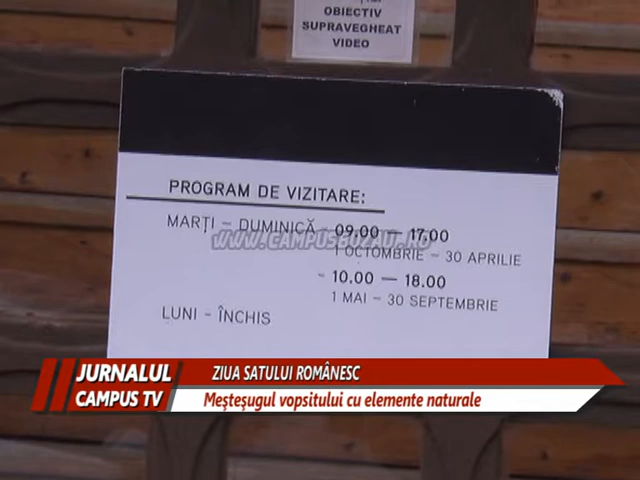 OBIECTIV
SUPRAVEGHEAT
VIDEO
PROGRAM DE VIZITARE:
MARȚI – DUMINICĂ 09.00 — 17.00
WWW.CAMPUSBUZAU.RO
1 OCTOMBRIE – 30 APRILIE
- 10.00 — 18.00
1 MAI – 30 SEPTEMBRIE
LUNI – ÎNCHIS
JURNALUL
CAMPUS TV
ZIUA SATULUI ROMÂNESC
Meșteșugul vopsitului cu elemente naturale